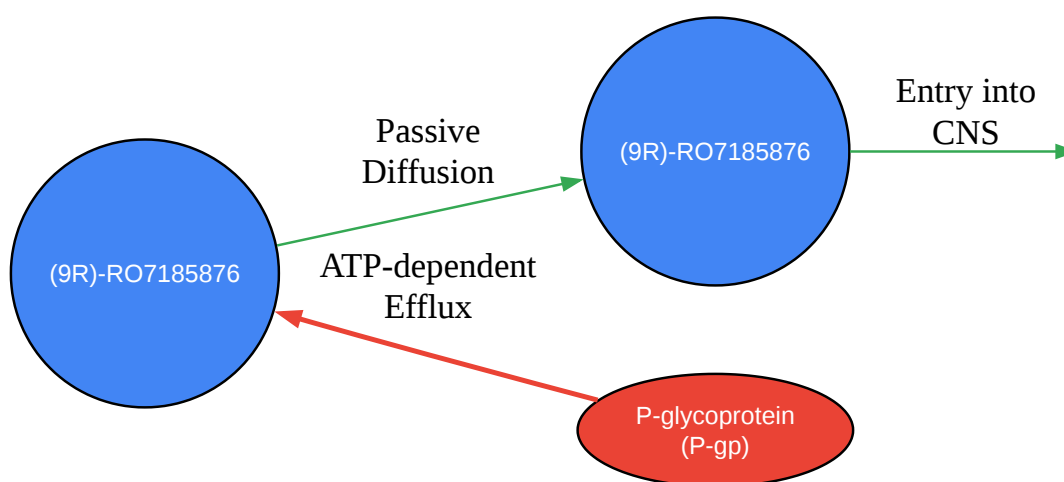 Entry into
CNS
Passive
Diffusion
(9R)-RO7185876
(9R)-RO7185876
ATP-dependent
Efflux
P-glycoprotein
(P-gp)